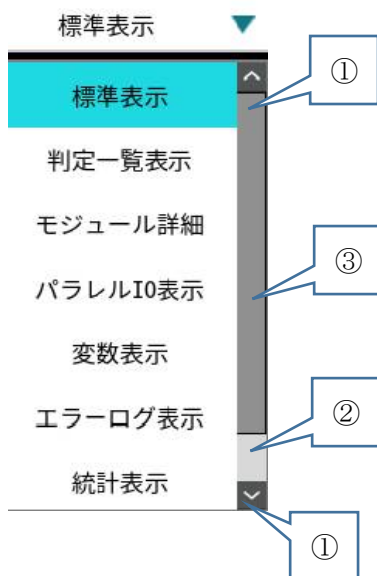 標準表示
標準表示
判定一覧表示
モジュール詳細
パラレルIO表示
変数表示
エラーログ表示
統計表示
①
③
②
①